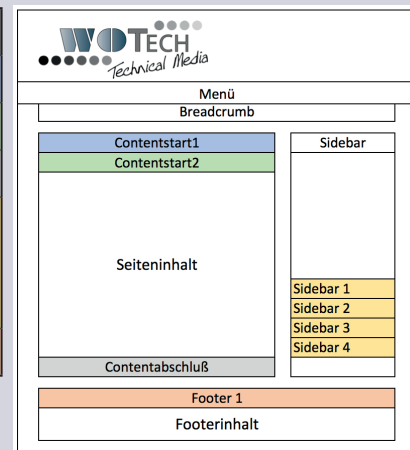 WOTECH
Technical Media
Menü
Breadcrumb
Contentstart1
Contentstart2
Seiteninhalt
Contentabschluß
Sidebar
Sidebar 1
Sidebar 2
Sidebar 3
Sidebar 4
Footer 1
Footerinhalt